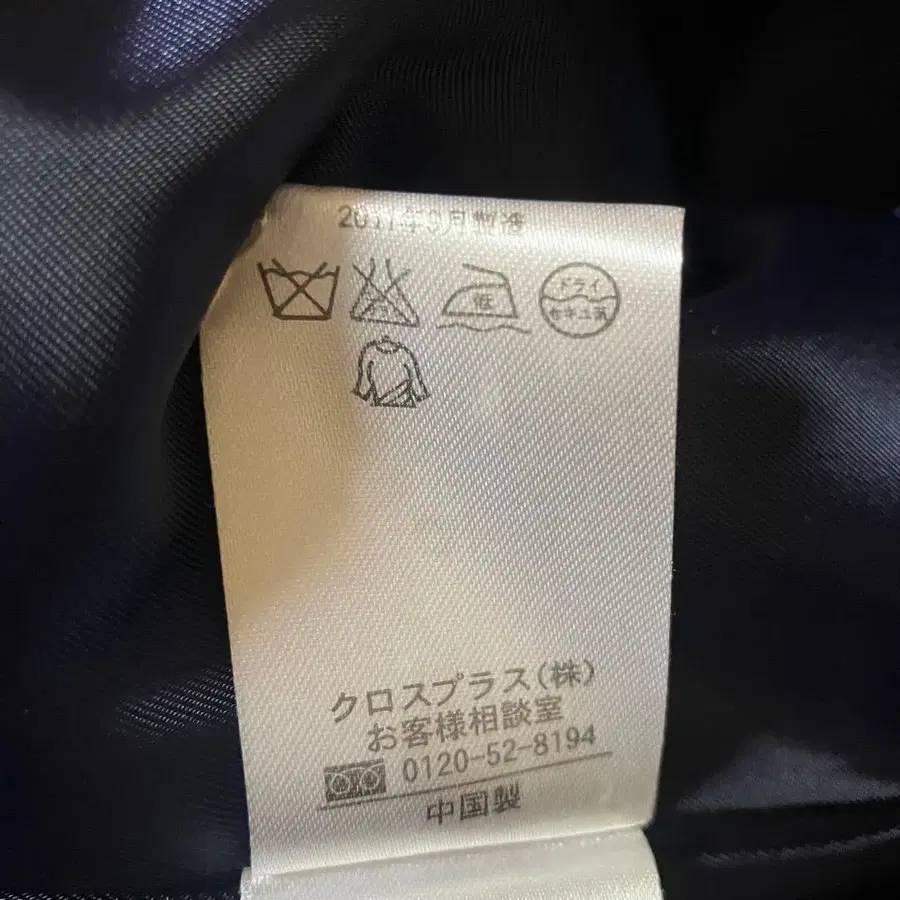 2011年9月製造
低
ドライ
セキユ系
クロスプラス(株)
お客様相談室
0120-52-8194
中国製